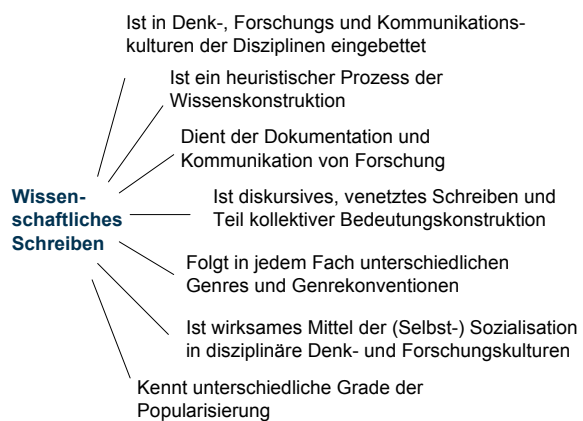 Ist in Denk-, Forschungs und Kommunikations-
kulturen der Disziplinen eingebettet
Ist ein heuristischer Prozess der
Wissenskonstruktion
Dient der Dokumentation und
Kommunikation von Forschung
Wissen-
schaftliches
Schreiben
Ist diskursives, venetztes Schreiben und
Teil kollektiver Bedeutungskonstruktion
Folgt in jedem Fach unterschiedlichen
Genres und Genrekonventionen
Ist wirksames Mittel der (Selbst-) Sozialisation
in disziplinäre Denk- und Forschungskulturen
Kennt unterschiedliche Grade der
Popularisierung